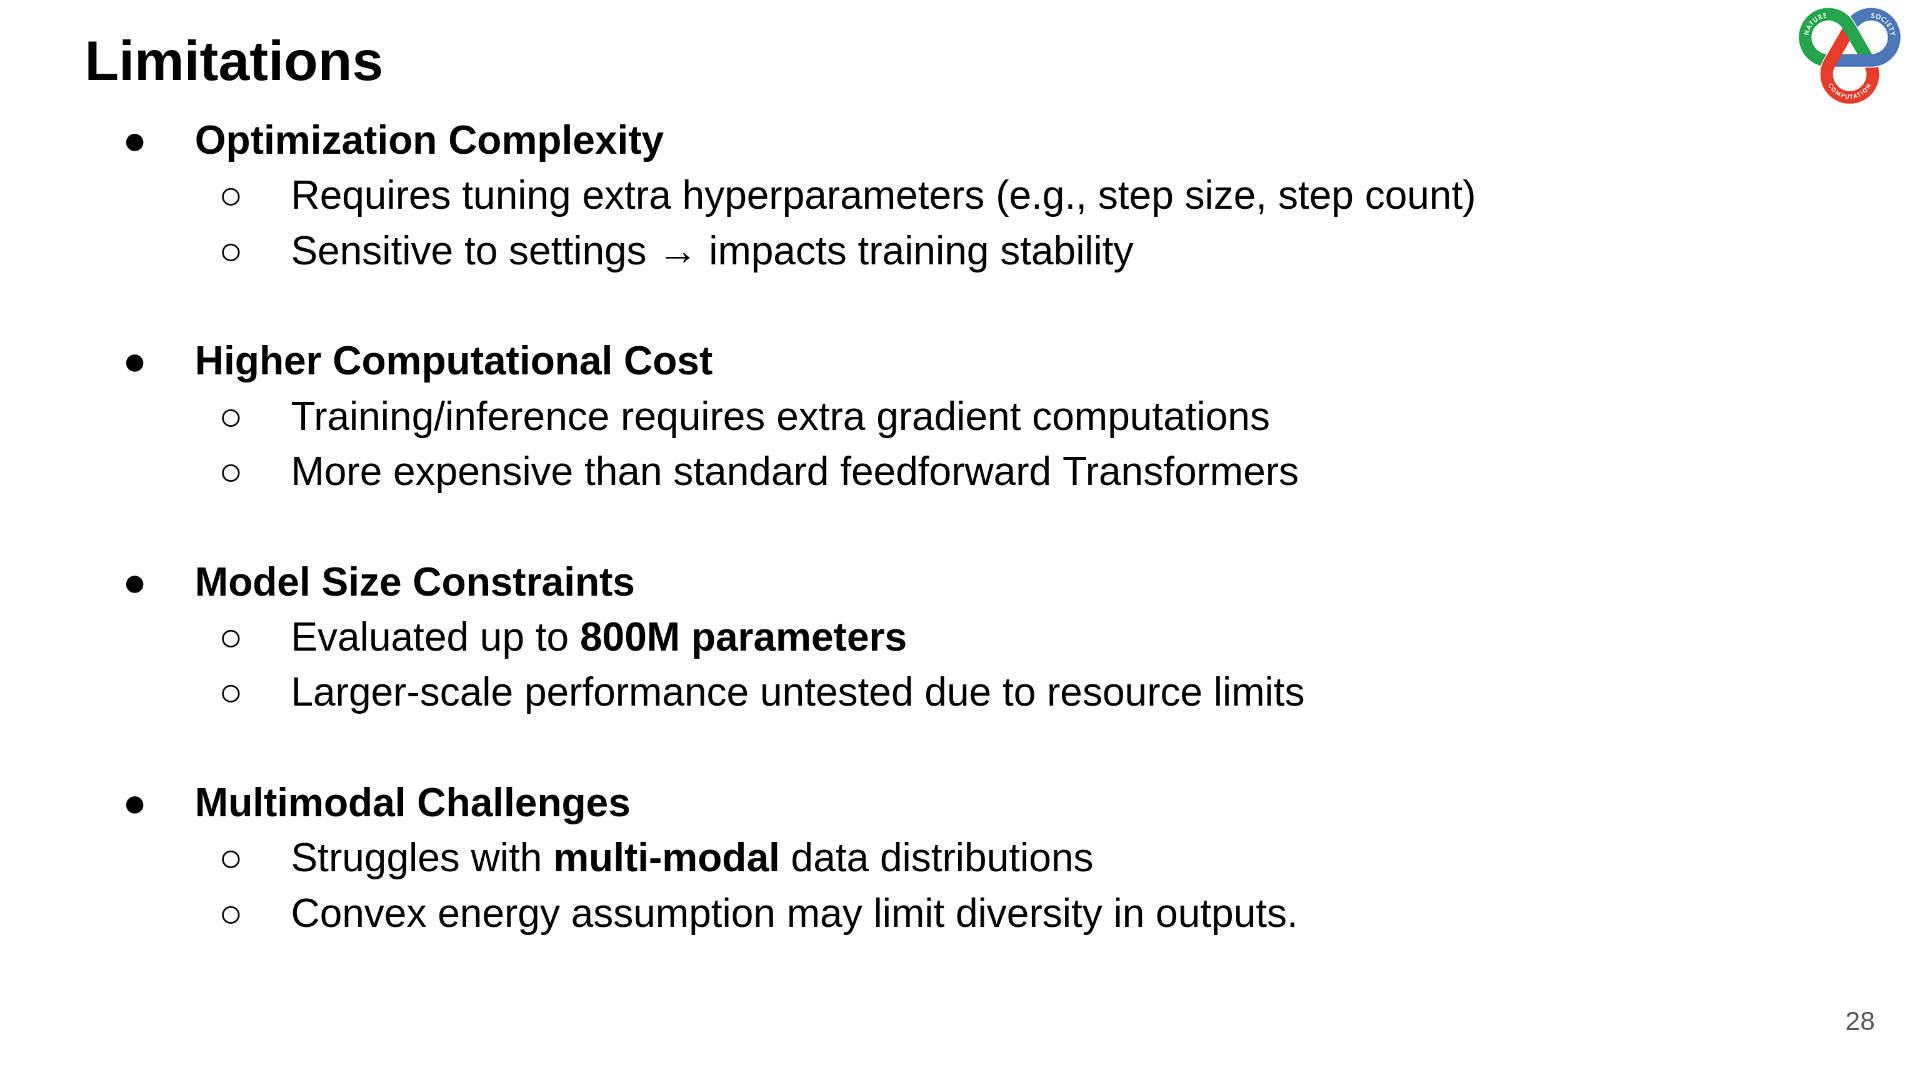 Limitations
NATURE
SOCIETY
COMPUTATION
● Optimization Complexity
○ Requires tuning extra hyperparameters (e.g., step size, step count)
○ Sensitive to settings → impacts training stability
● Higher Computational Cost
○ Training/inference requires extra gradient computations
○ More expensive than standard feedforward Transformers
● Model Size Constraints
○ Evaluated up to 800M parameters
○ Larger-scale performance untested due to resource limits
● Multimodal Challenges
○ Struggles with multi-modal data distributions
○ Convex energy assumption may limit diversity in outputs.
28